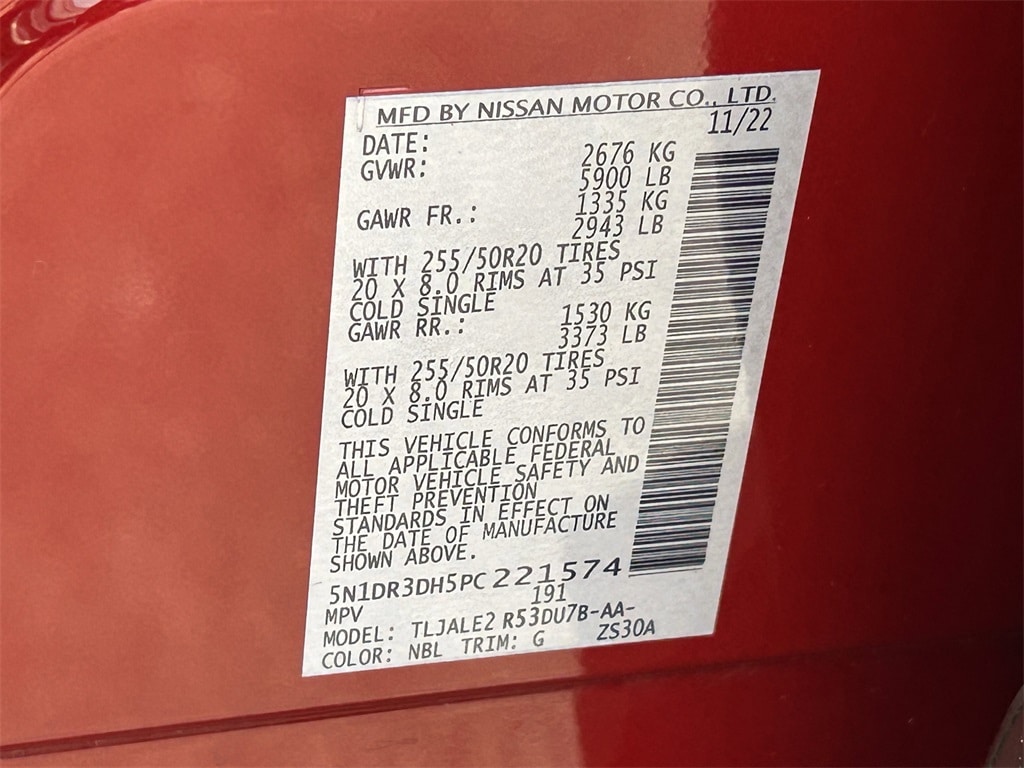 MFD BY NISSAN MOTOR CO., LTD.
DATE: 11/22
GVWR: 2676 KG
5900 LB
GAWR FR.: 1335 KG
2943 LB
WITH 255/50R20 TIRES
20 X 8.0 RIMS AT 35 PSI
COLD SINGLE
GAWR RR.: 1530 KG
3373 LB
WITH 255/50R20 TIRES
20 X 8.0 RIMS AT 35 PSI
COLD SINGLE
THIS VEHICLE CONFORMS TO
ALL APPLICABLE FEDERAL
MOTOR VEHICLE SAFETY AND
THEFT PREVENTION
STANDARDS IN EFFECT ON
THE DATE OF MANUFACTURE
SHOWN ABOVE.
5N1DR3DH5PC221574
MPV 191
MODEL: TLJALE2 R53DU7B-AA-
COLOR: NBL TRIM: G ZS30A